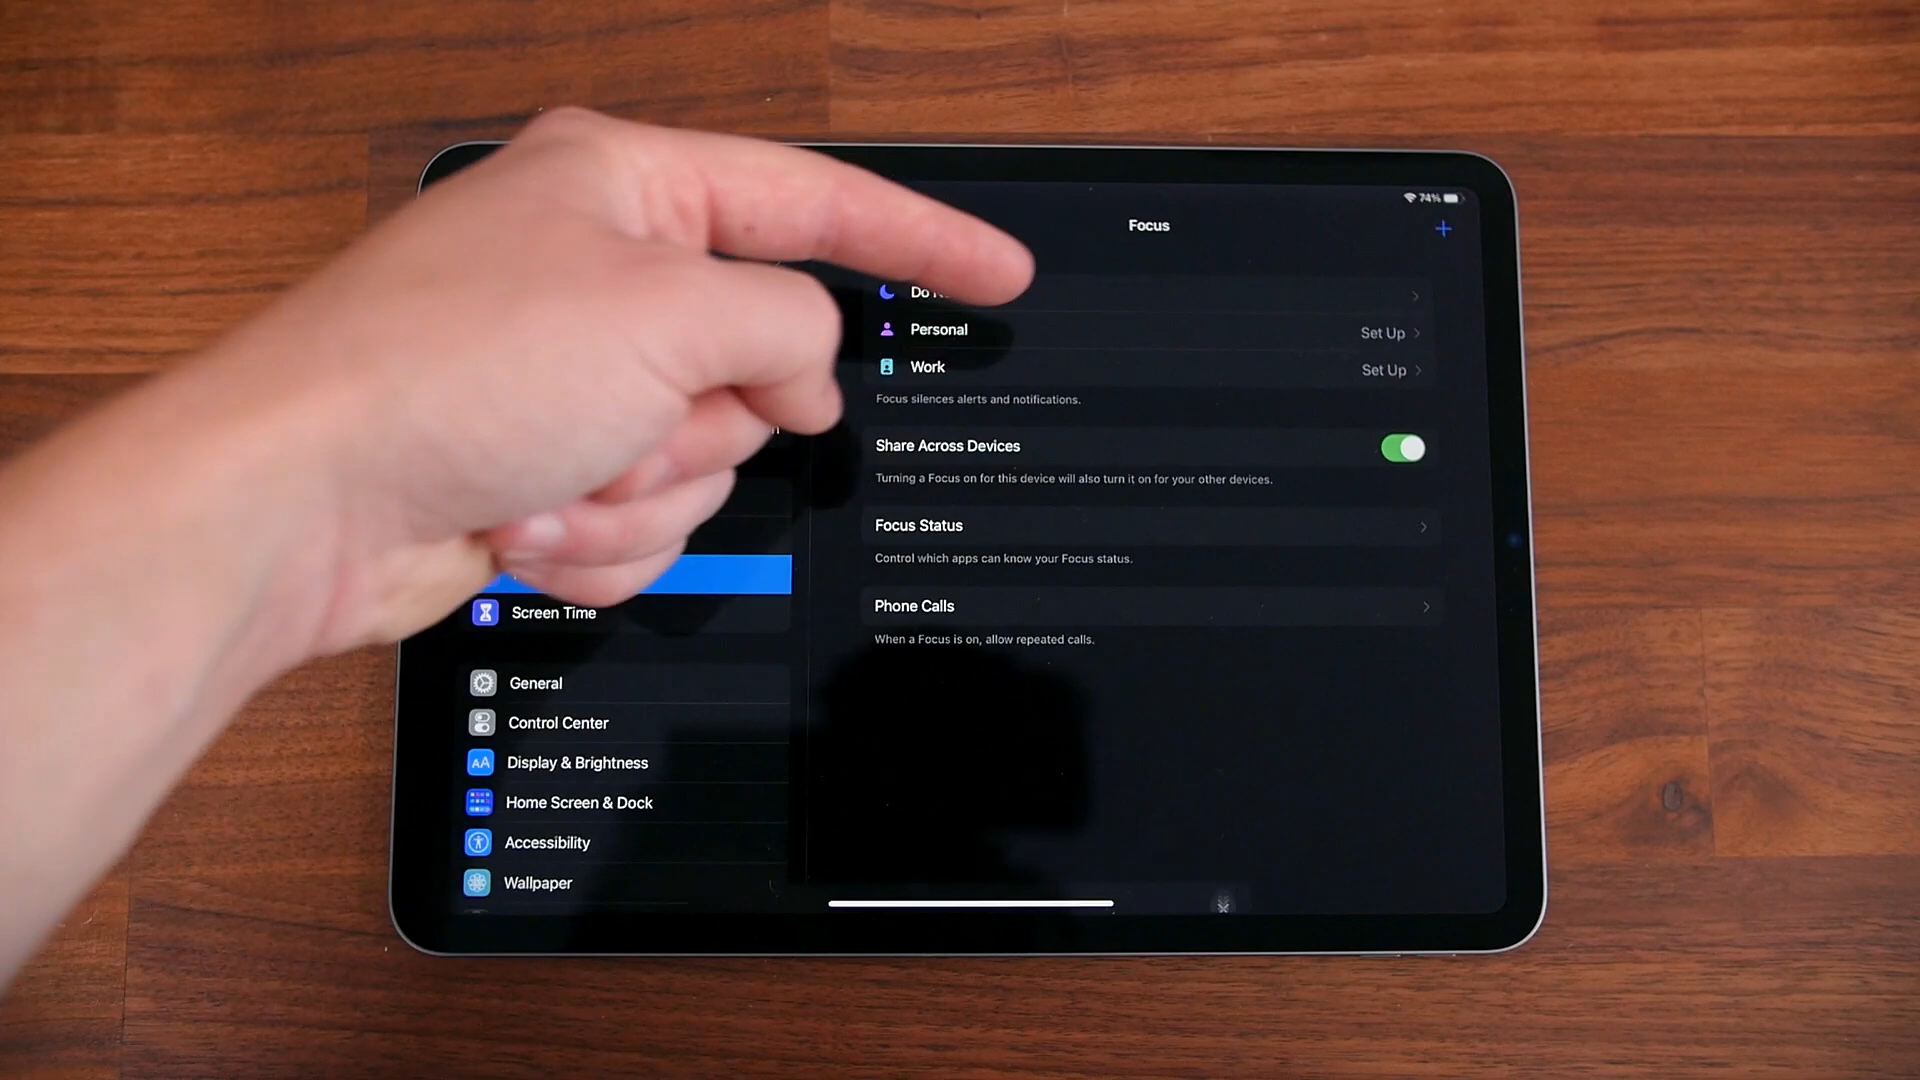 74%
Focus
Do
Personal Set Up
Work Set Up
Focus silences alerts and notifications.
Share Across Devices
Turning a Focus on for this device will also turn it on for your other devices.
Focus Status
Control which apps can know your Focus status.
Phone Calls
When a Focus is on, allow repeated calls.
Screen Time
General
Control Center
AA Display & Brightness
Home Screen & Dock
Accessibility
Wallpaper